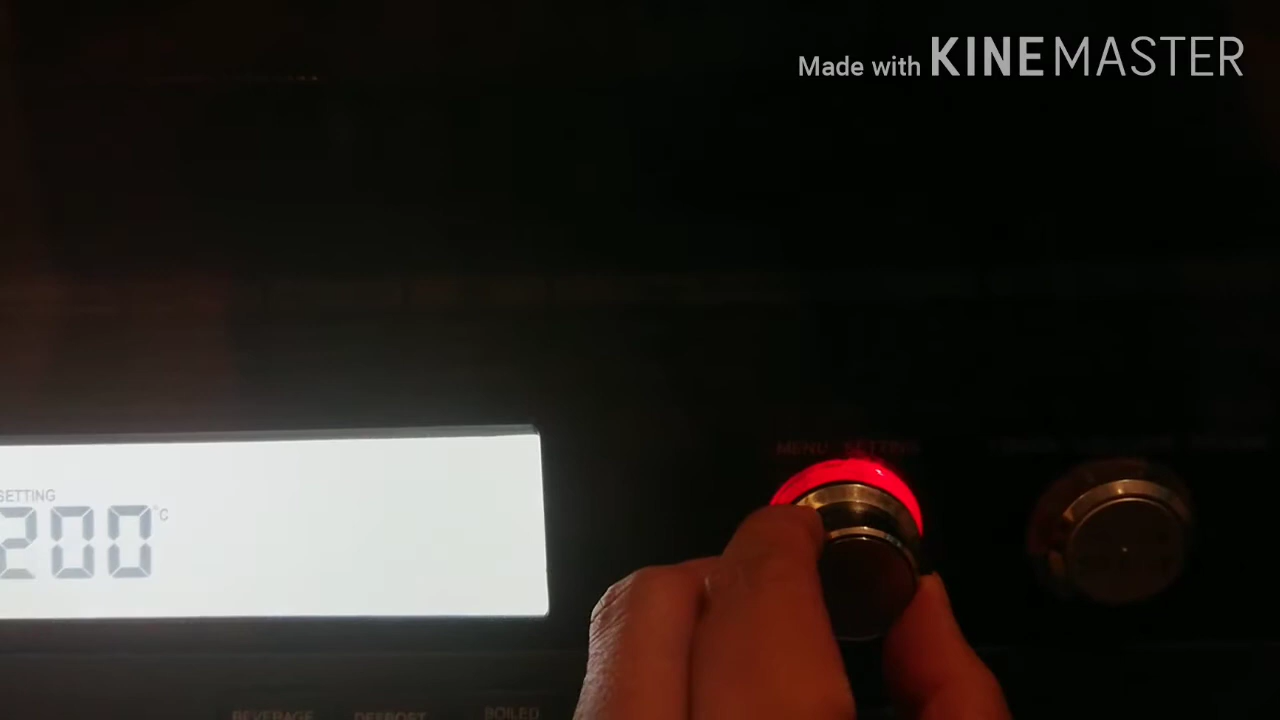 Made with KINEMASTER
MENU SETTING
SETTING
200°C
BEVERAGE DEFROST BOILED